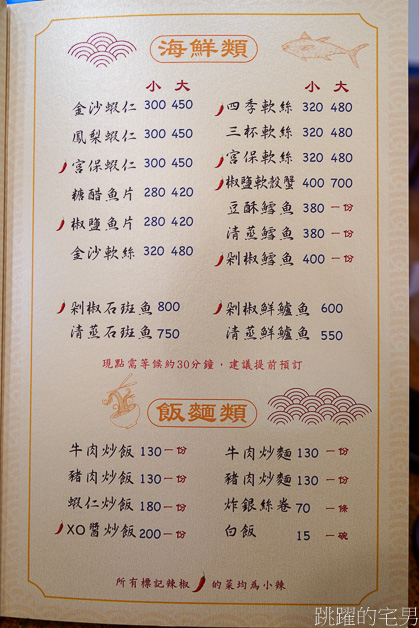 海鮮類
小 大
金沙蝦仁 300 450
鳳梨蝦仁 300 450
宮保蝦仁 300 450
糖醋魚片 280 420
椒鹽魚片 280 420
金沙軟絲 320 480
小 大
四季軟絲 320 480
三杯軟絲 320 480
宮保軟絲 320 480
椒鹽軟殼蟹 400 700
豆酥鱈魚 380 一份
清蒸鱈魚 380 一份
剁椒鱈魚 400 一份
剁椒石斑魚 800
清蒸石斑魚 750
剁椒鮮鱸魚 600
清蒸鮮鱸魚 550
現點需等候約30分鐘，建議提前預訂
飯麵類
牛肉炒飯 130 一份
豬肉炒飯 130 一份
蝦仁炒飯 180 一份
XO醬炒飯 200 一份
牛肉炒麵 130 一份
豬肉炒麵 130 一份
炸銀絲卷 70 一條
白飯 15 一碗
所有標記辣椒 的菜均為小辣
跳躍的宅男